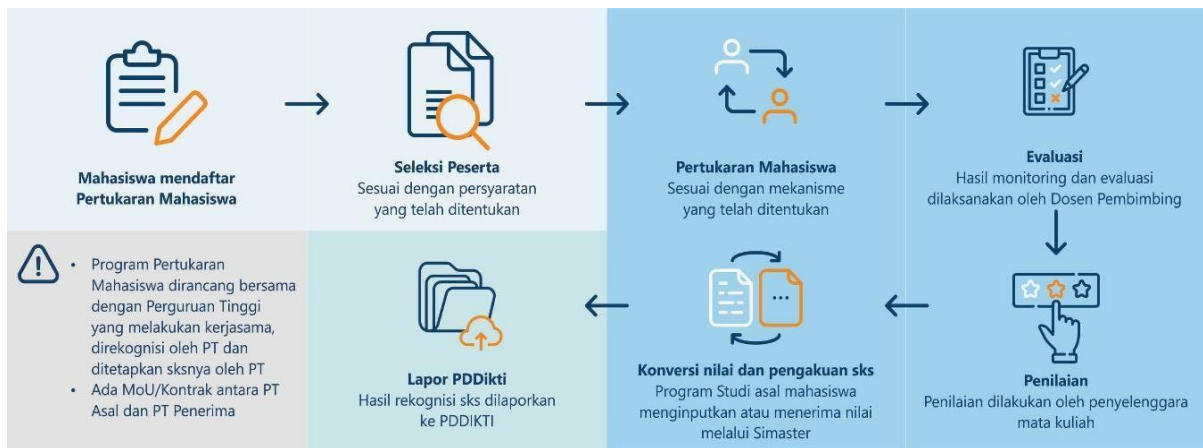 Mahasiswa mendaftar
Pertukaran Mahasiswa
Seleksi Peserta
Sesuai dengan persyaratan
yang telah ditentukan
Pertukaran Mahasiswa
Sesuai dengan mekanisme
yang telah ditentukan
Evaluasi
Hasil monitoring dan evaluasi
dilaksanakan oleh Dosen Pembimbing
Penilaian
Penilaian dilakukan oleh penyelenggara
mata kuliah
Konversi nilai dan pengakuan sks
Program Studi asal mahasiswa
menginputkan atau menerima nilai
melalui Simaster
Lapor PDDikti
Hasil rekognisi sks dilaporkan
ke PDDIKTI
• Program Pertukaran
Mahasiswa dirancang bersama
dengan Perguruan Tinggi
yang melakukan kerjasama,
direkognisi oleh PT dan
ditetapkan sksnya oleh PT
• Ada MoU/Kontrak antara PT
Asal dan PT Penerima